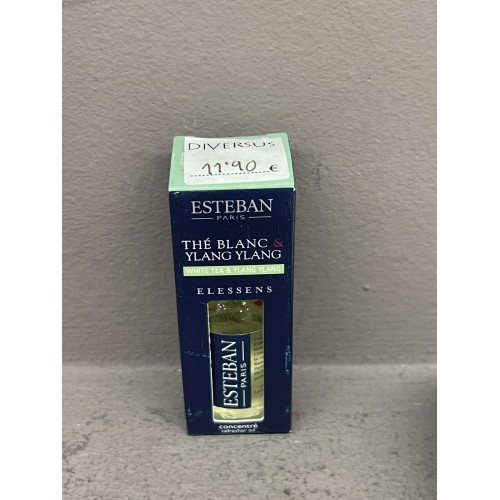 DIVERSUS
11'90 €
ESTEBAN
PARIS
THÉ BLANC &
YLANG YLANG
WHITE TEA & YLANG YLANG
ELESSENS
ESTEBAN
PARIS
concentré
refresher oil